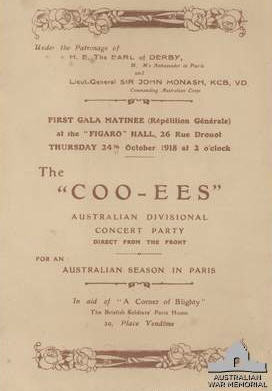 Under the Patronage of
H. E. The EARL of DERBY,
H. M's Ambassador in Paris
and
Lieut-General SIR JOHN MONASH, KCB, VD
Commanding Australian Corps
FIRST GALA MATINEE (Répétition Générale)
at the "FIGARO" HALL, 26 Rue Drouot
THURSDAY 24th October 1918 at 2 o'clock
The
"COO-EES"
AUSTRALIAN DIVISIONAL
CONCERT PARTY
DIRECT FROM THE FRONT
FOR AN
AUSTRALIAN SEASON IN PARIS
In aid of "A Corner of Blighty"
The British Soldiers' Paris Home
20, Place Vendôme
AUSTRALIAN
WAR MEMORIAL